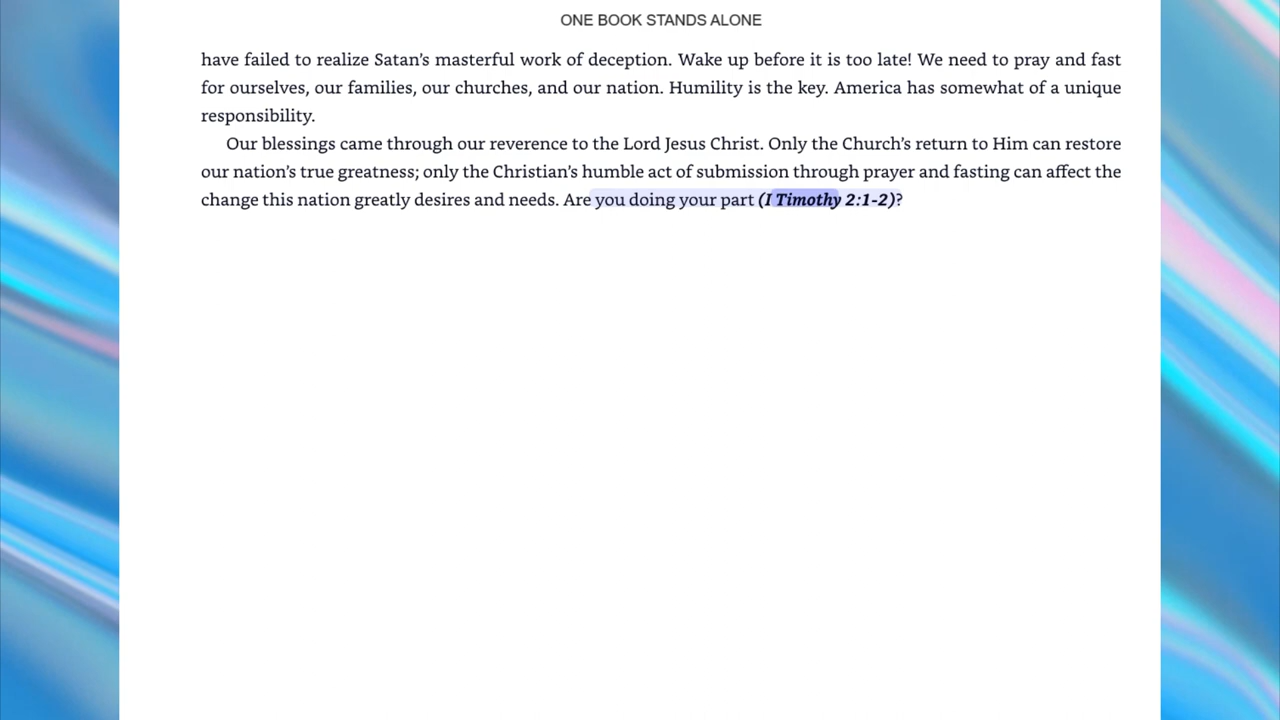 ONE BOOK STANDS ALONE
have failed to realize Satan’s masterful work of deception. Wake up before it is too late! We need to pray and fast
for ourselves, our families, our churches, and our nation. Humility is the key. America has somewhat of a unique
responsibility.
Our blessings came through our reverence to the Lord Jesus Christ. Only the Church’s return to Him can restore
our nation’s true greatness; only the Christian’s humble act of submission through prayer and fasting can affect the
change this nation greatly desires and needs. Are you doing your part (I Timothy 2:1-2)?